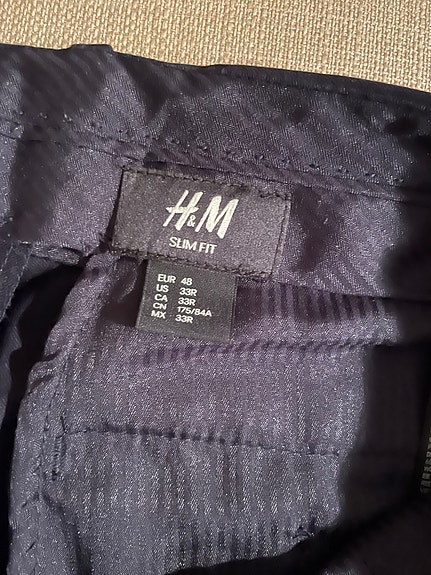 H&M
SLIM FIT
EUR 48
US 33R
CA 33R
CN 175/84A
MX 33R